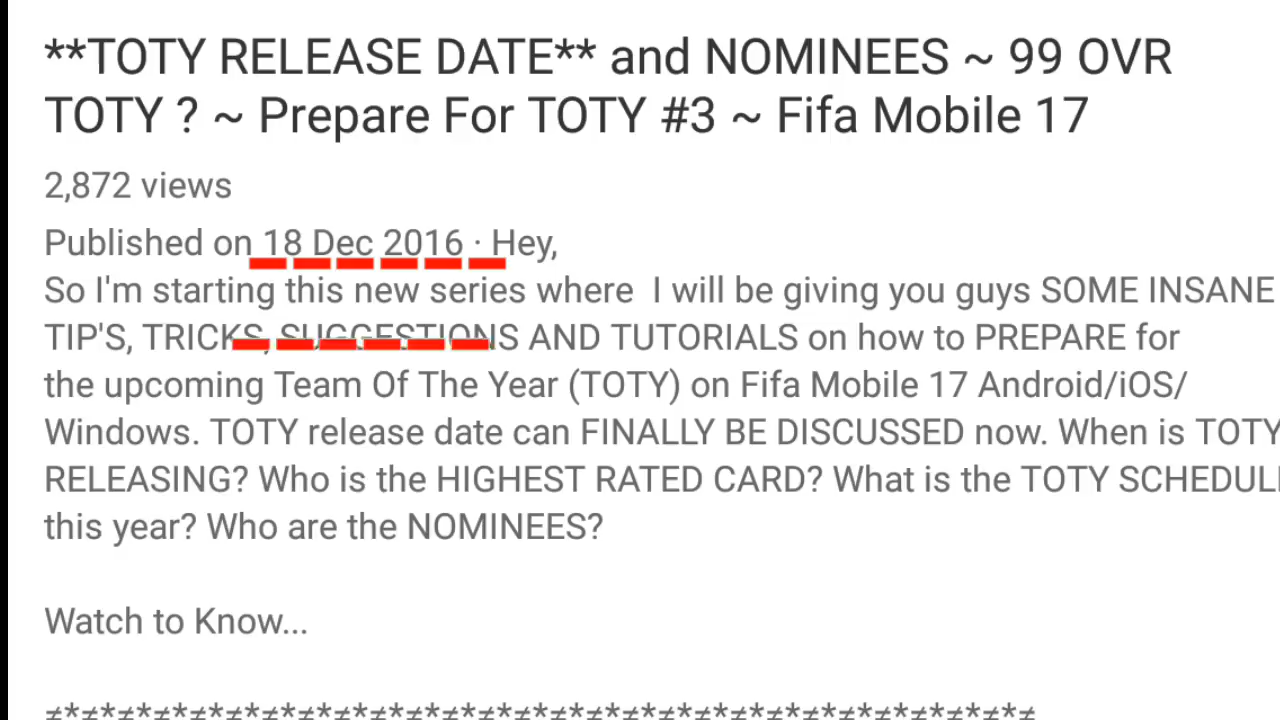 **TOTY RELEASE DATE** and NOMINEES ~ 99 OVR
TOTY ? ~ Prepare For TOTY #3 ~ Fifa Mobile 17
2,872 views
Published on 18 Dec 2016 · Hey,
So I'm starting this new series where  I will be giving you guys SOME INSANE
TIP'S, TRICKS, SUGGESTIONS AND TUTORIALS on how to PREPARE for
the upcoming Team Of The Year (TOTY) on Fifa Mobile 17 Android/iOS/
Windows. TOTY release date can FINALLY BE DISCUSSED now. When is TOTY
RELEASING? Who is the HIGHEST RATED CARD? What is the TOTY SCHEDUL
this year? Who are the NOMINEES?
Watch to Know...
≠*≠*≠*≠*≠*≠*≠*≠*≠*≠*≠*≠*≠*≠*≠*≠*≠*≠*≠*≠*≠*≠*≠*≠*≠*≠*≠*≠